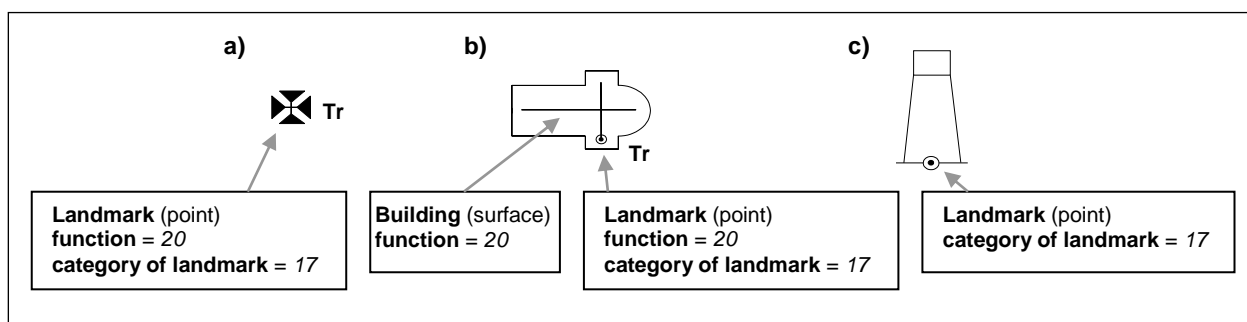 a)
Tr
Landmark (point)
function = 20
category of landmark = 17
b)
Tr
Building (surface)
function = 20
Landmark (point)
function = 20
category of landmark = 17
c)
Landmark (point)
category of landmark = 17